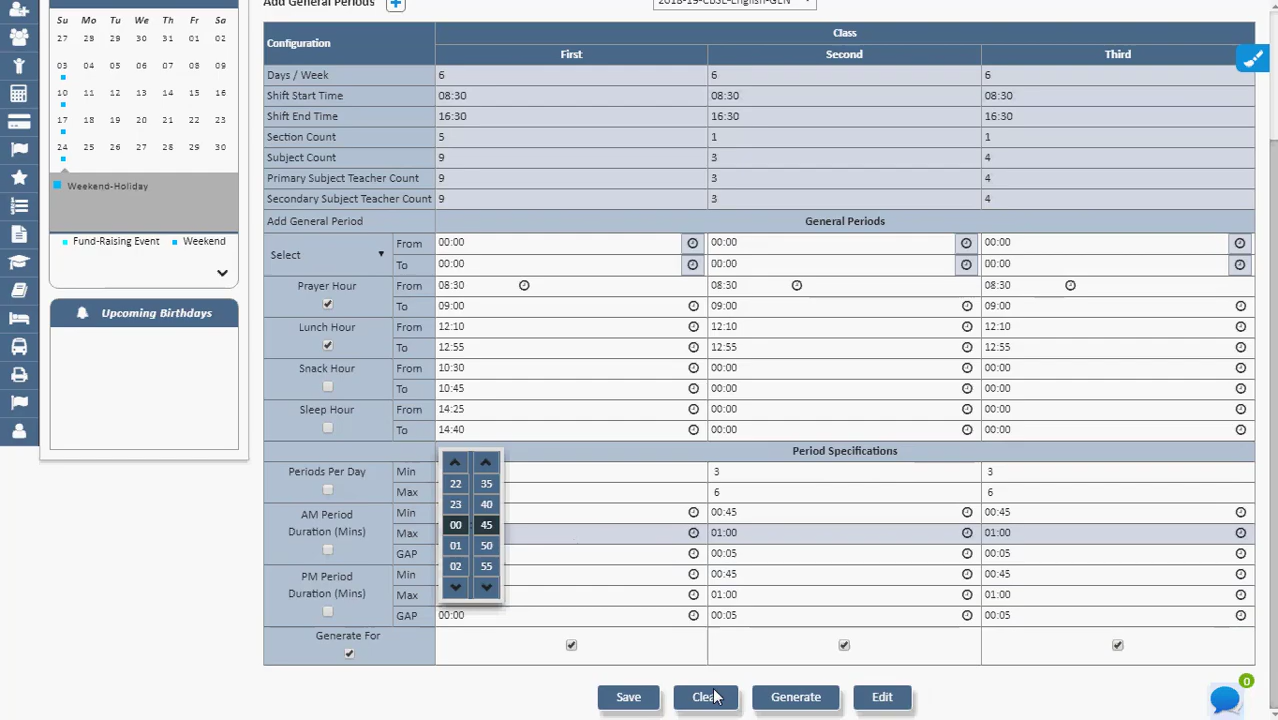 Add General Periods
2018-19-CBSE-English-GEN
Su Mo Tu We Th Fr Sa
27 28 29 30 31 01 02
03 04 05 06 07 08 09
10 11 12 13 14 15 16
17 18 19 20 21 22 23
24 25 26 27 28 29 30
Weekend-Holiday
Fund-Raising Event Weekend
Upcoming Birthdays
Configuration Class
First Second Third
Days / Week 6 6 6
Shift Start Time 08:30 08:30 08:30
Shift End Time 16:30 16:30 16:30
Section Count 5 1 1
Subject Count 9 3 4
Primary Subject Teacher Count 9 3 4
Secondary Subject Teacher Count 9 3 4
Add General Period General Periods
Select From 00:00 00:00 00:00
To 00:00 00:00 00:00
Prayer Hour From 08:30 08:30 08:30
To 09:00 09:00 09:00
Lunch Hour From 12:10 12:10 12:10
To 12:55 12:55 12:55
Snack Hour From 10:30 00:00 00:00
To 10:45 00:00 00:00
Sleep Hour From 14:25 00:00 00:00
To 14:40 00:00 00:00
Period Specifications
Periods Per Day Min 3 3
Max 6 6
AM Period Duration (Mins) Min 00:45 00:45
Max 01:00 01:00
GAP 00:05 00:05
PM Period Duration (Mins) Min 00:45 00:45
Max 01:00 01:00
GAP 00:00 00:05 00:05
22 35
23 40
00 : 45
01 50
02 55
Generate For
Save Clea Generate Edit
0